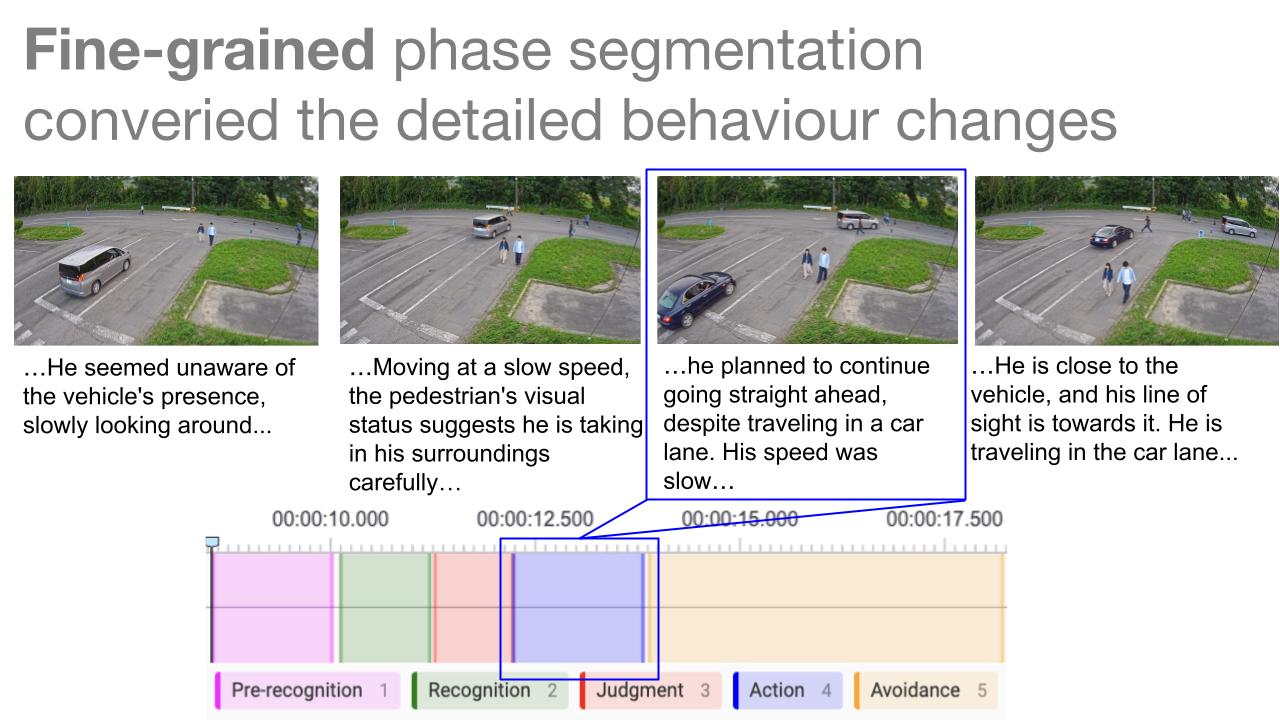 Fine-grained phase segmentation
converied the detailed behaviour changes
…He seemed unaware of
the vehicle's presence,
slowly looking around...
…Moving at a slow speed,
the pedestrian's visual
status suggests he is taking
in his surroundings
carefully…
…he planned to continue
going straight ahead,
despite traveling in a car
lane. His speed was
slow…
…He is close to the
vehicle, and his line of
sight is towards it. He is
traveling in the car lane...
00:00:10.000 00:00:12.500 00:00:15.000 00:00:17.500
Pre-recognition 1 Recognition 2 Judgment 3 Action 4 Avoidance 5